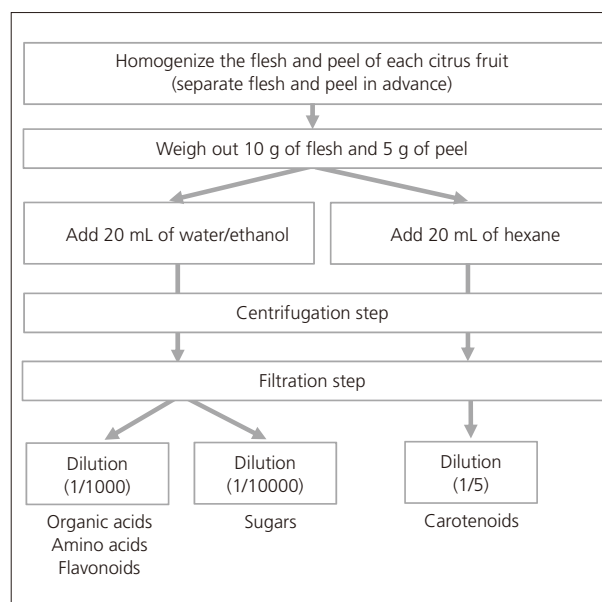 Homogenize the flesh and peel of each citrus fruit
(separate flesh and peel in advance)
Weigh out 10 g of flesh and 5 g of peel
Add 20 mL of water/ethanol
Add 20 mL of hexane
Centrifugation step
Filtration step
Dilution
(1/1000)
Dilution
(1/10000)
Dilution
(1/5)
Organic acids
Amino acids
Flavonoids
Sugars
Carotenoids